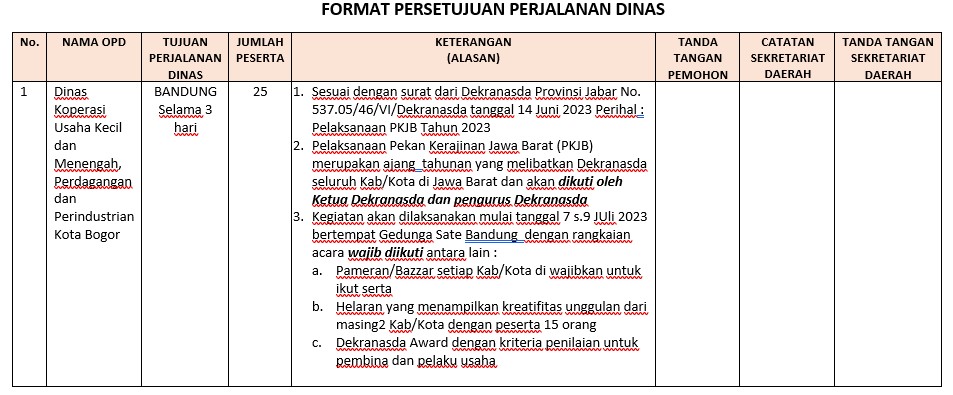 FORMAT PERSETUJUAN PERJALANAN DINAS
No.
NAMA OPD
TUJUAN
PERJALANAN
DINAS
JUMLAH
PESERTA
KETERANGAN
(ALASAN)
TANDA
TANGAN
PEMOHON
CATATAN
SEKRETARIAT
DAERAH
TANDA TANGAN
SEKRETARIAT
DAERAH
1
Dinas
Koperasi
Usaha Kecil
dan
Menengah,
Perdagangan
dan
Perindustrian
Kota Bogor
BANDUNG
Selama 3
hari
25
1. Sesuai dengan surat dari Dekranasda Provinsi Jabar No.
537.05/46/VI/Dekranasda tanggal 14 Juni 2023 Perihal :
Pelaksanaan PKJB Tahun 2023
2. Pelaksanaan Pekan Kerajinan Jawa Barat (PKJB)
merupakan ajang tahunan yang melibatkan Dekranasda
seluruh Kab/Kota di Jawa Barat dan akan dikuti oleh
Ketua Dekranasda dan pengurus Dekranasda
3. Kegiatan akan dilaksanakan mulai tanggal 7 s.9 JUli 2023
bertempat Gedunga Sate Bandung dengan rangkaian
acara wajib diikuti antara lain :
a. Pameran/Bazzar setiap Kab/Kota di wajibkan untuk
ikut serta
b. Helaran yang menampilkan kreatifitas unggulan dari
masing2 Kab/Kota dengan peserta 15 orang
c. Dekranasda Award dengan kriteria penilaian untuk
pembina dan pelaku usaha